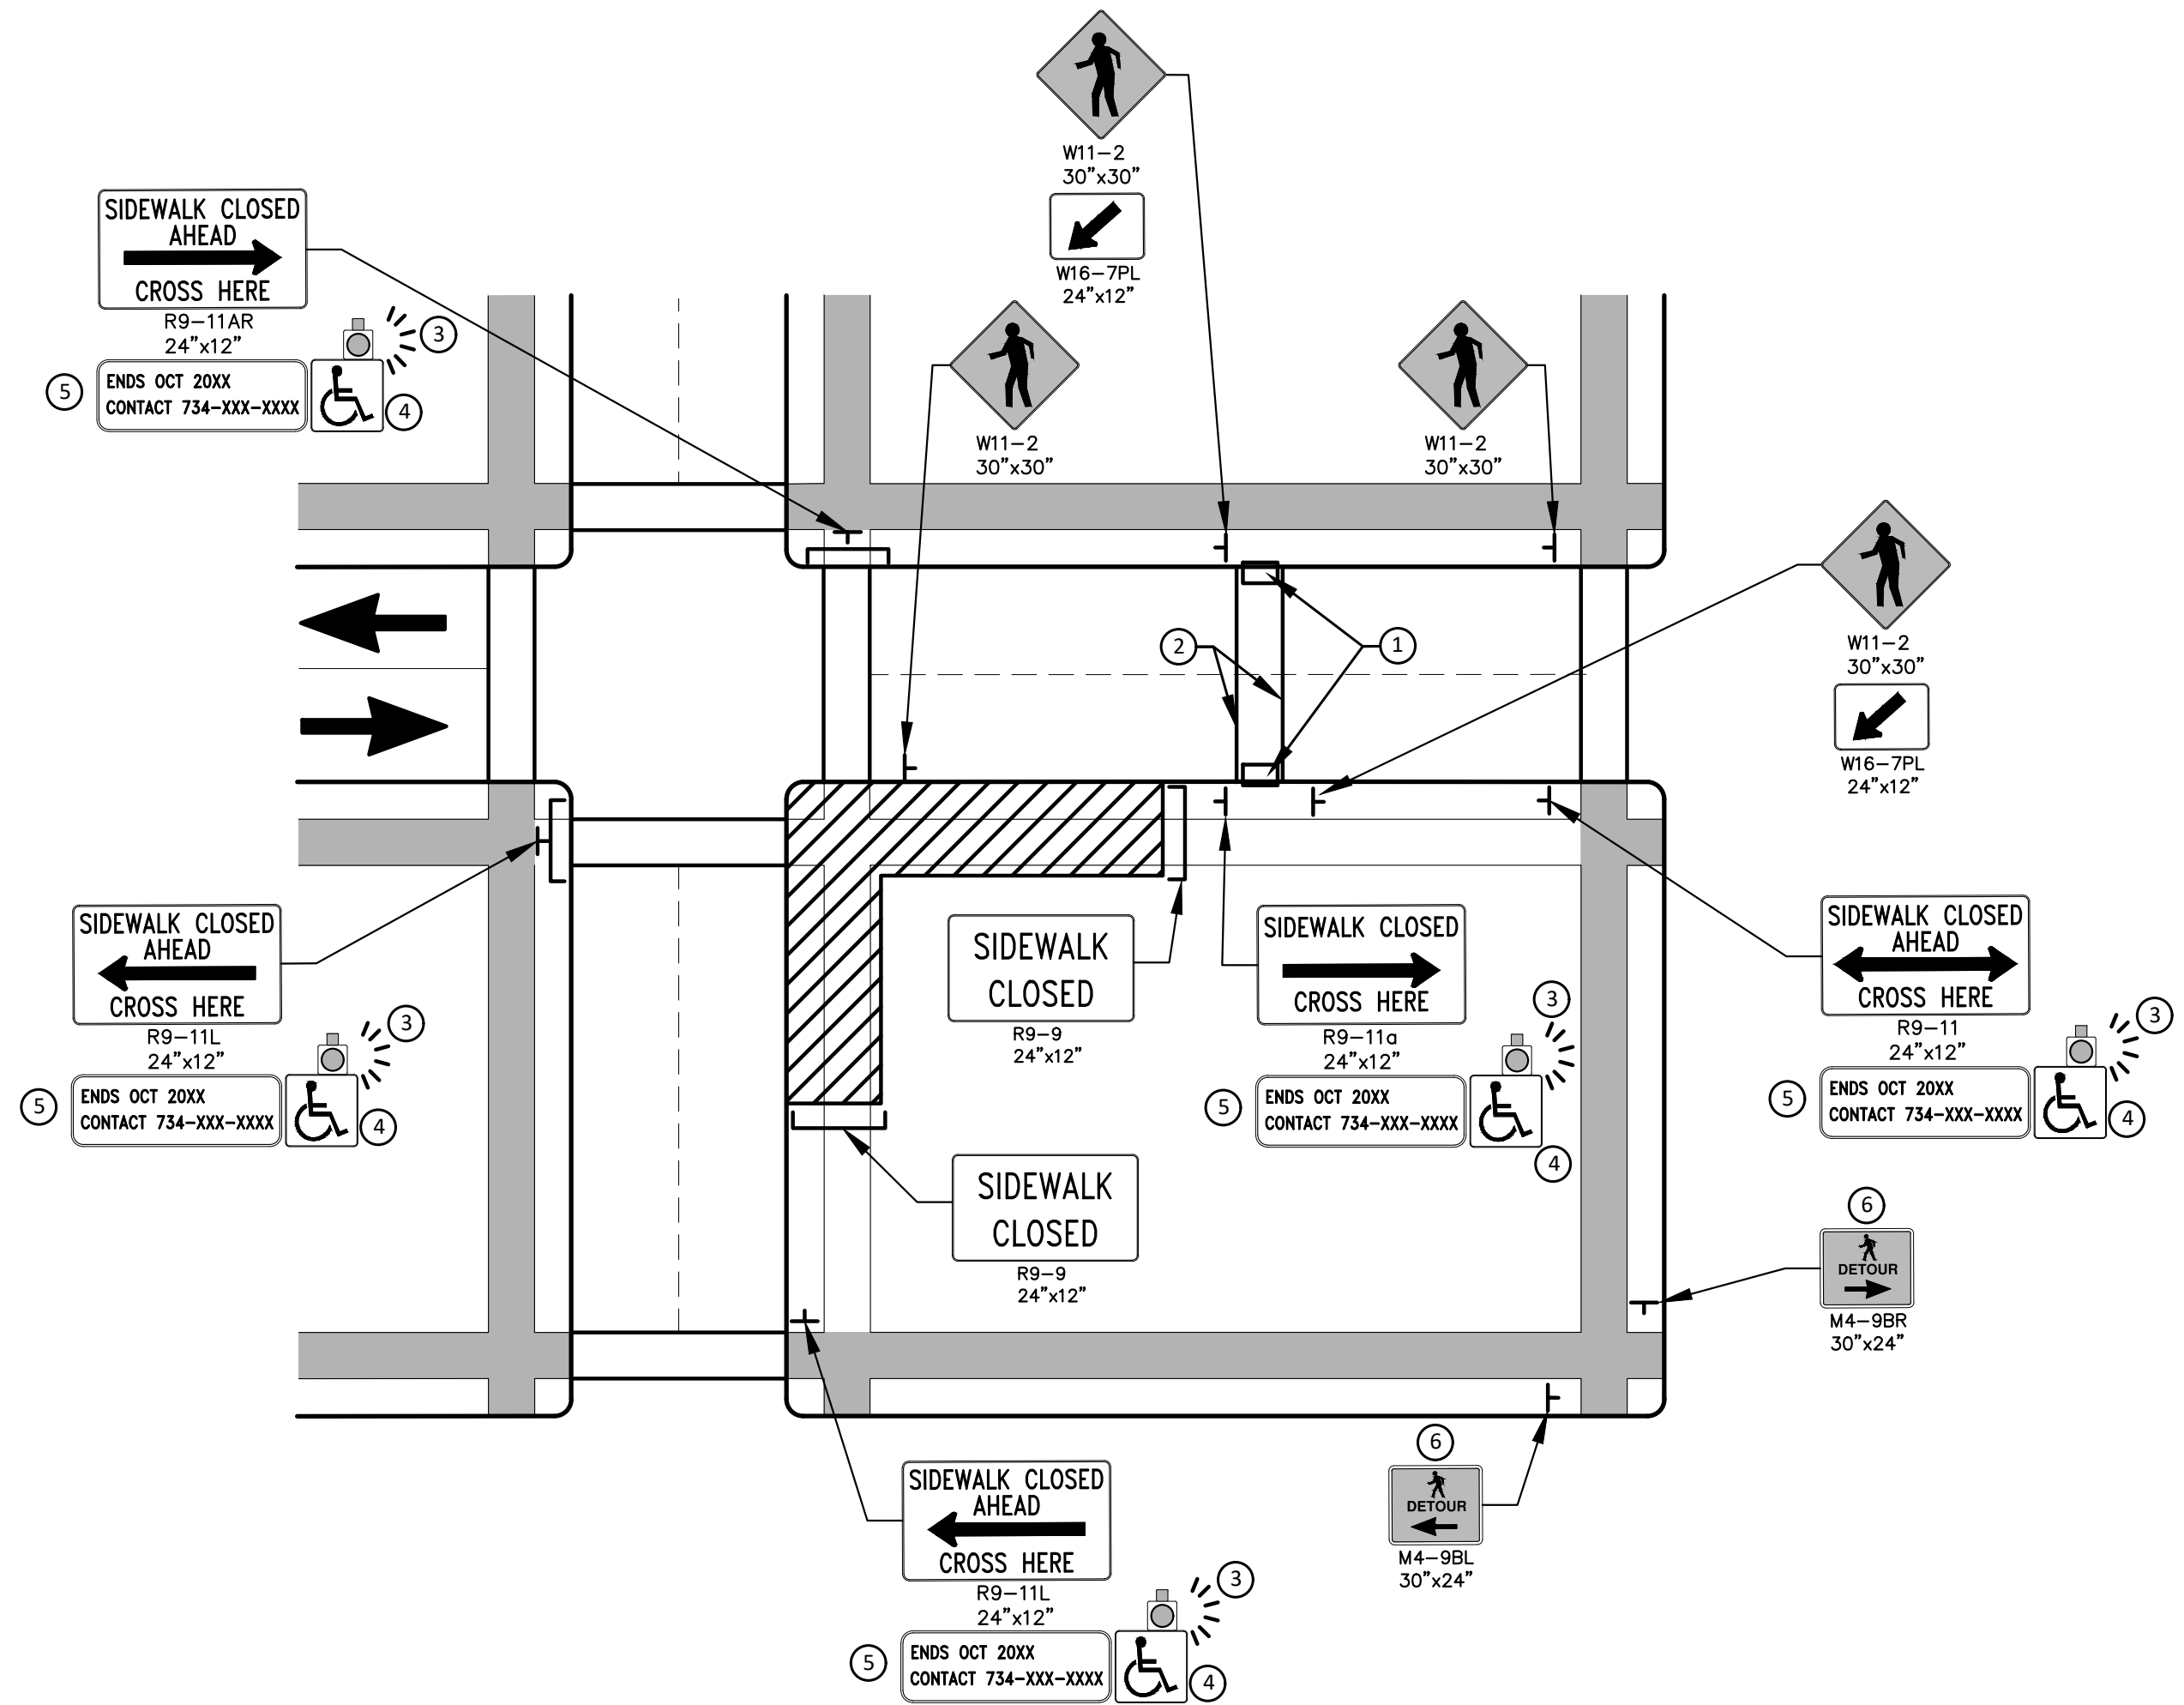 W11-2
30"x30"
W16-7PL
24"x12"
SIDEWALK CLOSED
AHEAD
CROSS HERE
R9-11AR
24"x12"
3
5
ENDS OCT 20XX
CONTACT 734-XXX-XXXX
4
W11-2
30"x30"
W11-2
30"x30"
W11-2
30"x30"
W16-7PL
24"x12"
2
1
SIDEWALK CLOSED
AHEAD
CROSS HERE
R9-11L
24"x12"
3
5
ENDS OCT 20XX
CONTACT 734-XXX-XXXX
4
SIDEWALK
CLOSED
R9-9
24"x12"
SIDEWALK CLOSED
CROSS HERE
R9-11a
24"x12"
3
5
ENDS OCT 20XX
CONTACT 734-XXX-XXXX
4
SIDEWALK CLOSED
AHEAD
CROSS HERE
R9-11
24"x12"
3
5
ENDS OCT 20XX
CONTACT 734-XXX-XXXX
4
SIDEWALK
CLOSED
R9-9
24"x12"
6
DETOUR
M4-9BR
30"x24"
6
DETOUR
M4-9BL
30"x24"
SIDEWALK CLOSED
AHEAD
CROSS HERE
R9-11L
24"x12"
3
5
ENDS OCT 20XX
CONTACT 734-XXX-XXXX
4